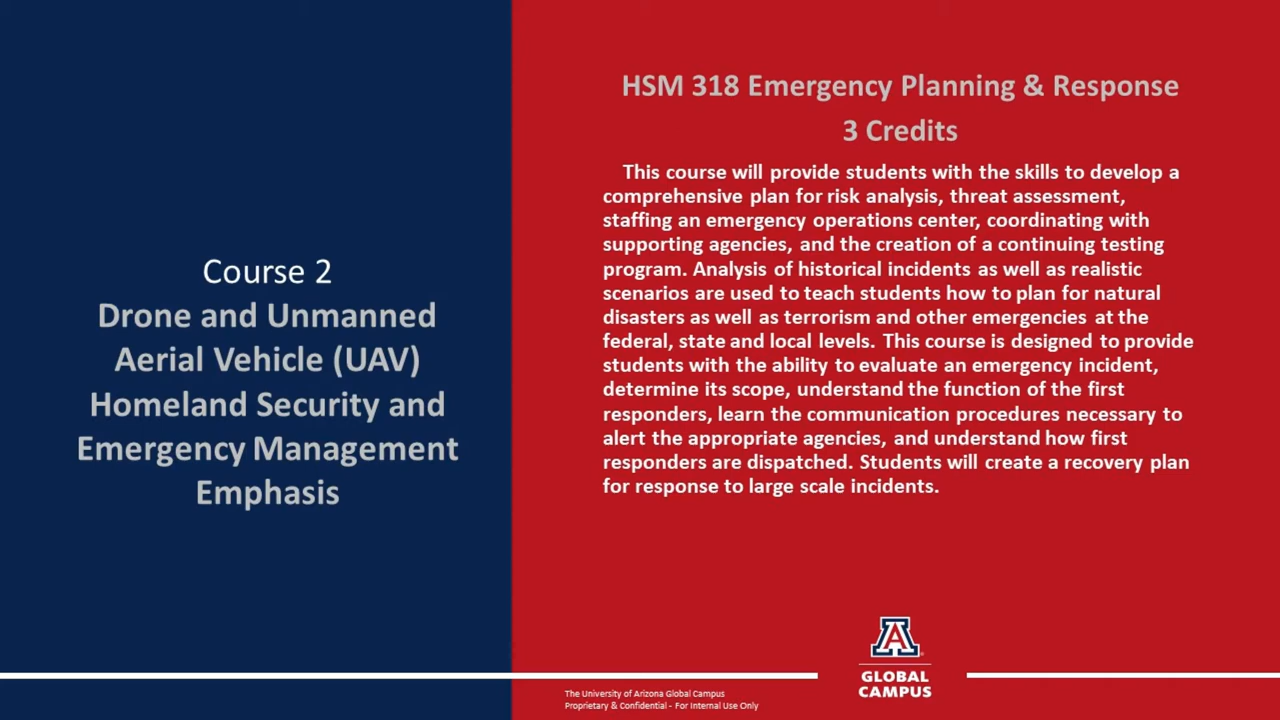 Course 2
Drone and Unmanned
Aerial Vehicle (UAV)
Homeland Security and
Emergency Management
Emphasis
HSM 318 Emergency Planning & Response
3 Credits
This course will provide students with the skills to develop a
comprehensive plan for risk analysis, threat assessment,
staffing an emergency operations center, coordinating with
supporting agencies, and the creation of a continuing testing
program. Analysis of historical incidents as well as realistic
scenarios are used to teach students how to plan for natural
disasters as well as terrorism and other emergencies at the
federal, state and local levels. This course is designed to provide
students with the ability to evaluate an emergency incident,
determine its scope, understand the function of the first
responders, learn the communication procedures necessary to
alert the appropriate agencies, and understand how first
responders are dispatched. Students will create a recovery plan
for response to large scale incidents.
A
GLOBAL
CAMPUS
The University of Arizona Global Campus
Proprietary & Confidential - For Internal Use Only